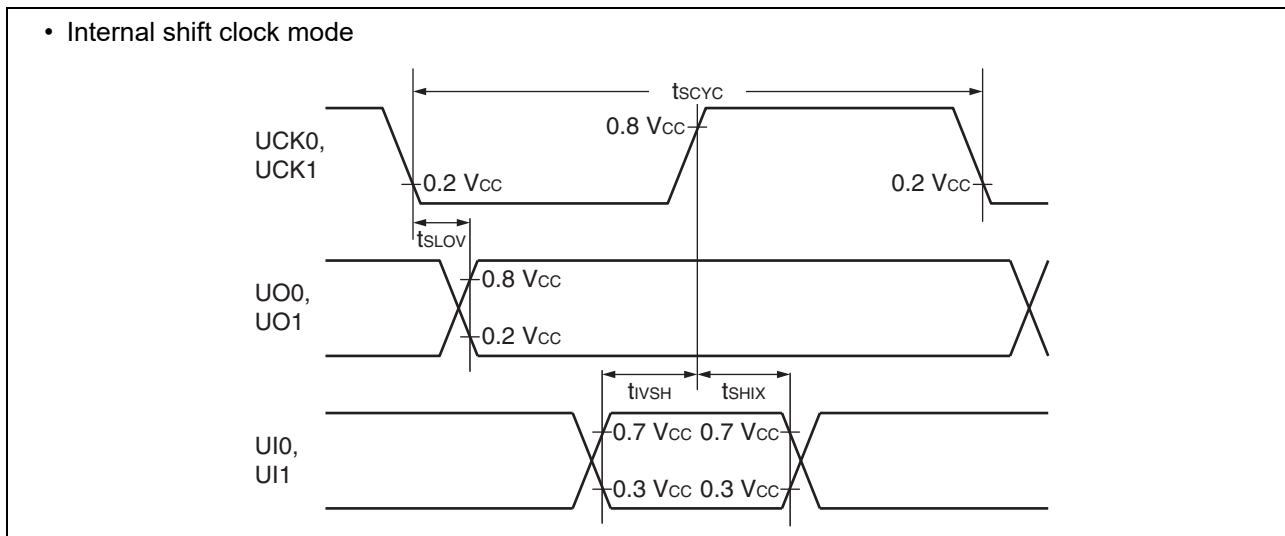 • Internal shift clock mode
tSCYC
UCK0,
UCK1
0.8 VCC
0.2 VCC
0.2 VCC
tSLOV
UO0,
UO1
0.8 VCC
0.2 VCC
tIVSH tSHIX
UI0,
UI1
0.7 VCC 0.7 VCC
0.3 VCC 0.3 VCC